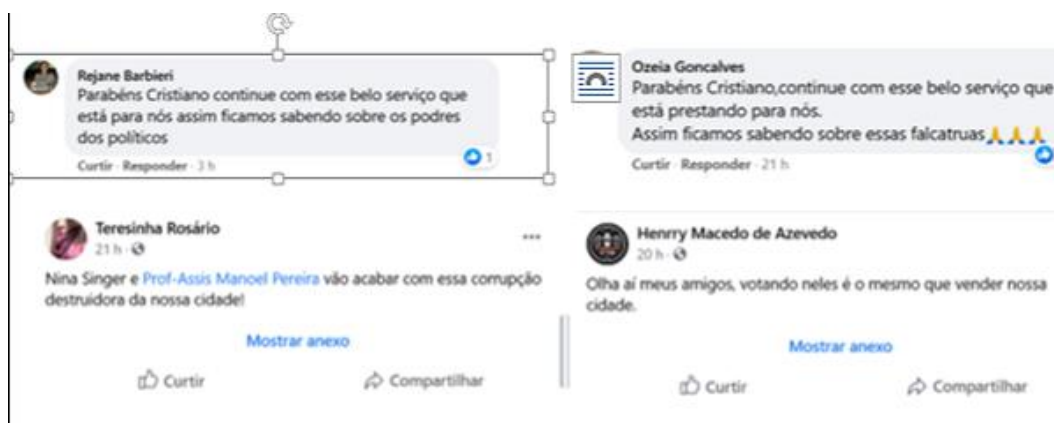 Rejane Barbieri
Parabéns Cristiano continue com esse belo serviço que
está para nós assim ficamos sabendo sobre os podres
dos políticos
Curtir · Responder · 3 h
1
Ozeia Goncalves
Parabéns Cristiano,continue com esse belo serviço que
está prestando para nós.
Assim ficamos sabendo sobre essas falcatruas🙏🙏🙏
Curtir · Responder · 21 h
Teresinha Rosário
21 h ·
Nina Singer e Prof-Assis Manoel Pereira vão acabar com essa corrupção
destruidora da nossa cidade!
Mostrar anexo
Curtir Compartilhar
Henrry Macedo de Azevedo
20 h ·
Olha aí meus amigos, votando neles é o mesmo que vender nossa
cidade.
Mostrar anexo
Curtir Compartilhar